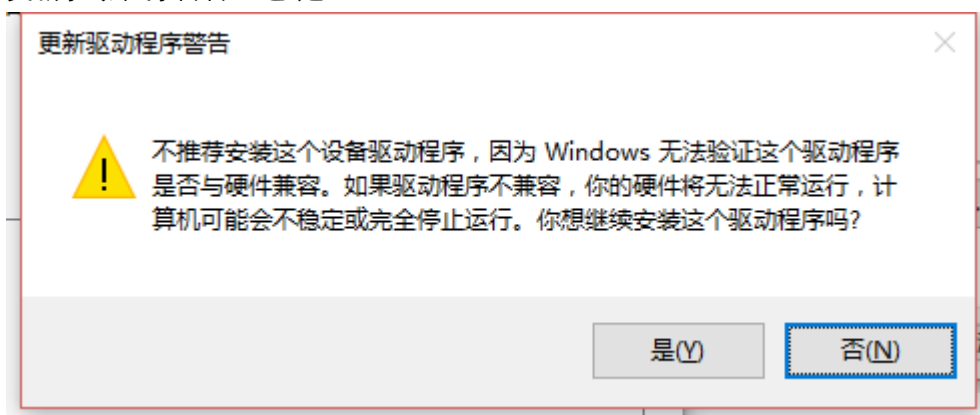 更新驱动程序警告
不推荐安装这个设备驱动程序，因为 Windows 无法验证这个驱动程序
是否与硬件兼容。如果驱动程序不兼容，你的硬件将无法正常运行，计
算机可能会不稳定或完全停止运行。你想继续安装这个驱动程序吗?
是(Y)
否(N)